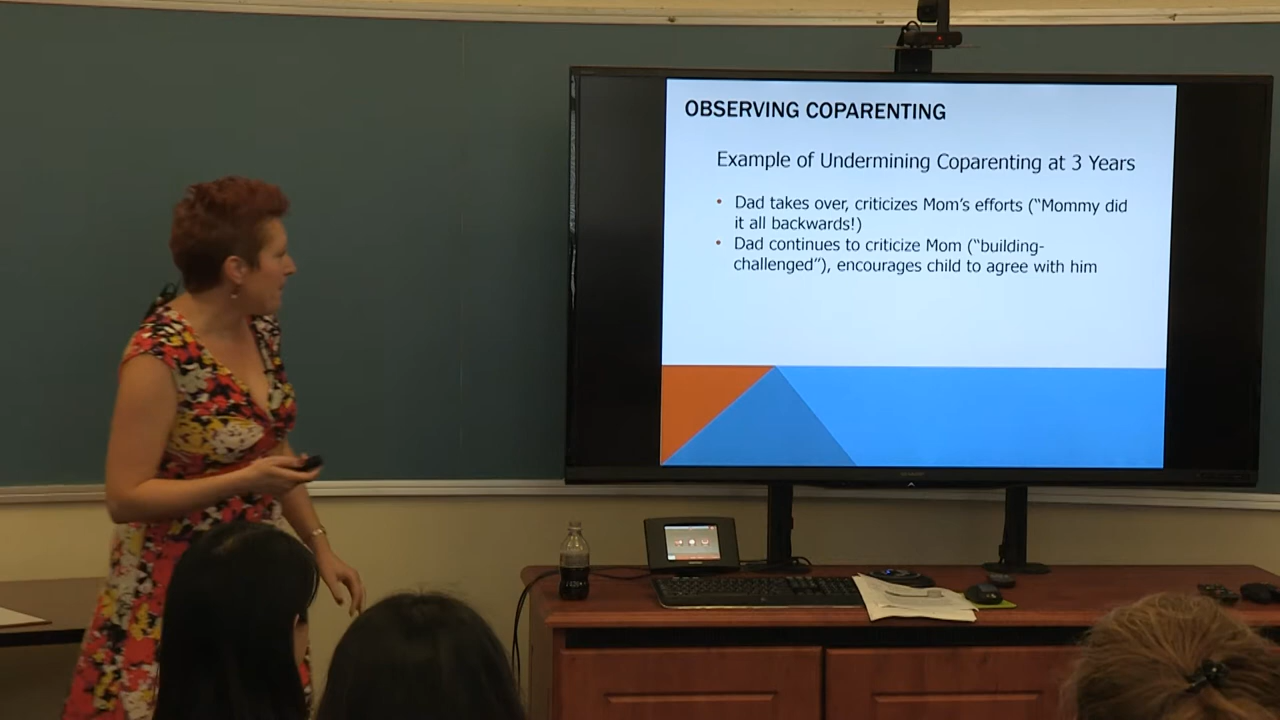 OBSERVING COPARENTING
Example of Undermining Coparenting at 3 Years
• Dad takes over, criticizes Mom's efforts ("Mommy did
it all backwards!)
• Dad continues to criticize Mom ("building-
challenged"), encourages child to agree with him